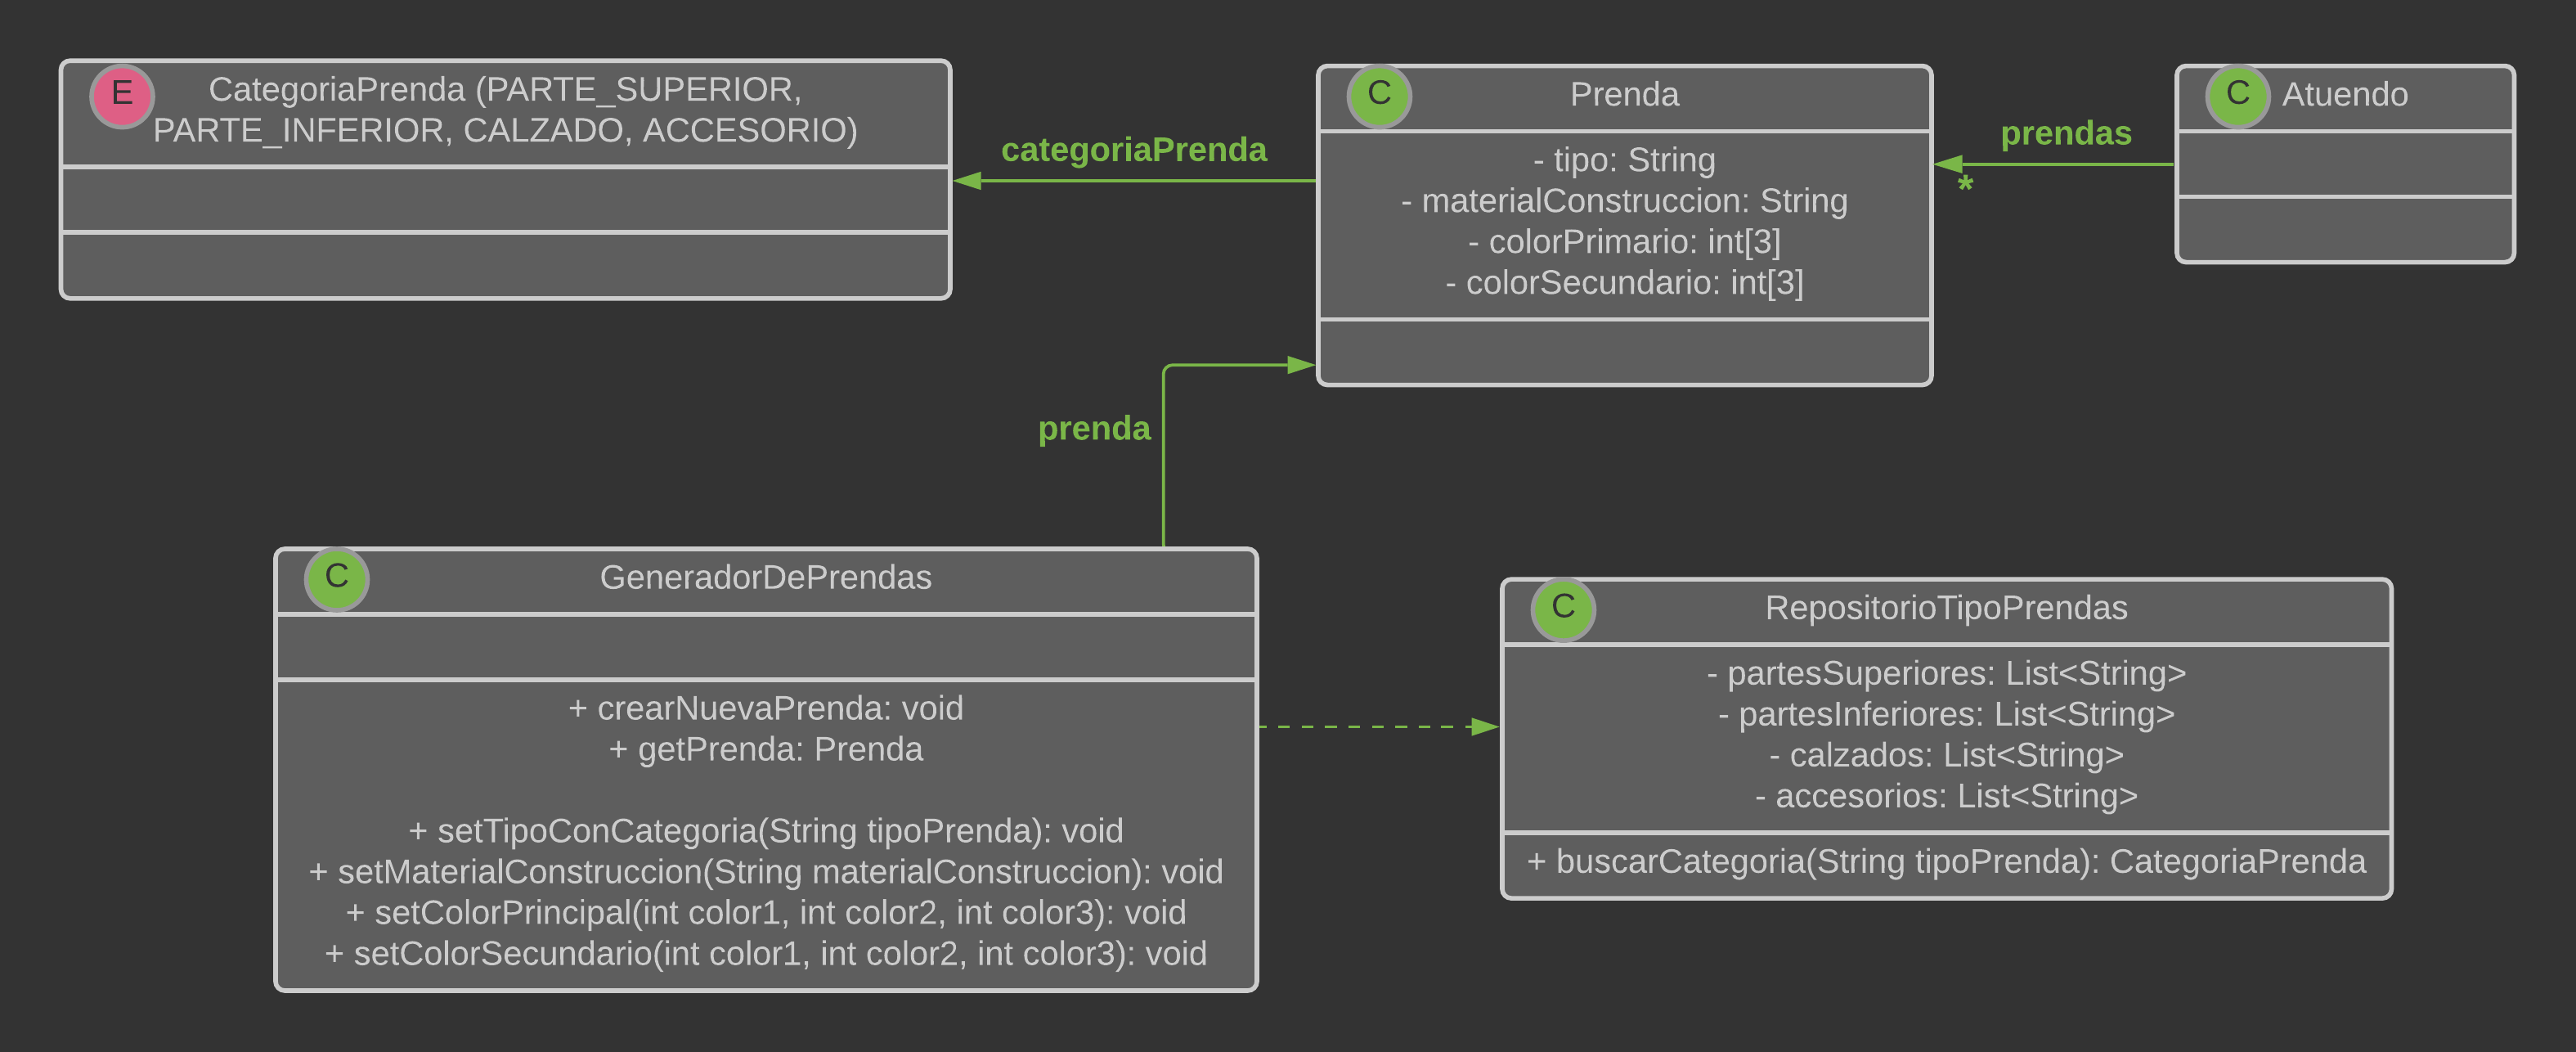 E
CategoriaPrenda (PARTE_SUPERIOR,
PARTE_INFERIOR, CALZADO, ACCESORIO)
categoriaPrenda
C
Prenda
- tipo: String
- materialConstruccion: String
- colorPrimario: int[3]
- colorSecundario: int[3]
prendas
*
C
Atuendo
prenda
C
GeneradorDePrendas
+ crearNuevaPrenda: void
+ getPrenda: Prenda
+ setTipoConCategoria(String tipoPrenda): void
+ setMaterialConstruccion(String materialConstruccion): void
+ setColorPrincipal(int color1, int color2, int color3): void
+ setColorSecundario(int color1, int color2, int color3): void
C
RepositorioTipoPrendas
- partesSuperiores: List<String>
- partesInferiores: List<String>
- calzados: List<String>
- accesorios: List<String>
+ buscarCategoria(String tipoPrenda): CategoriaPrenda